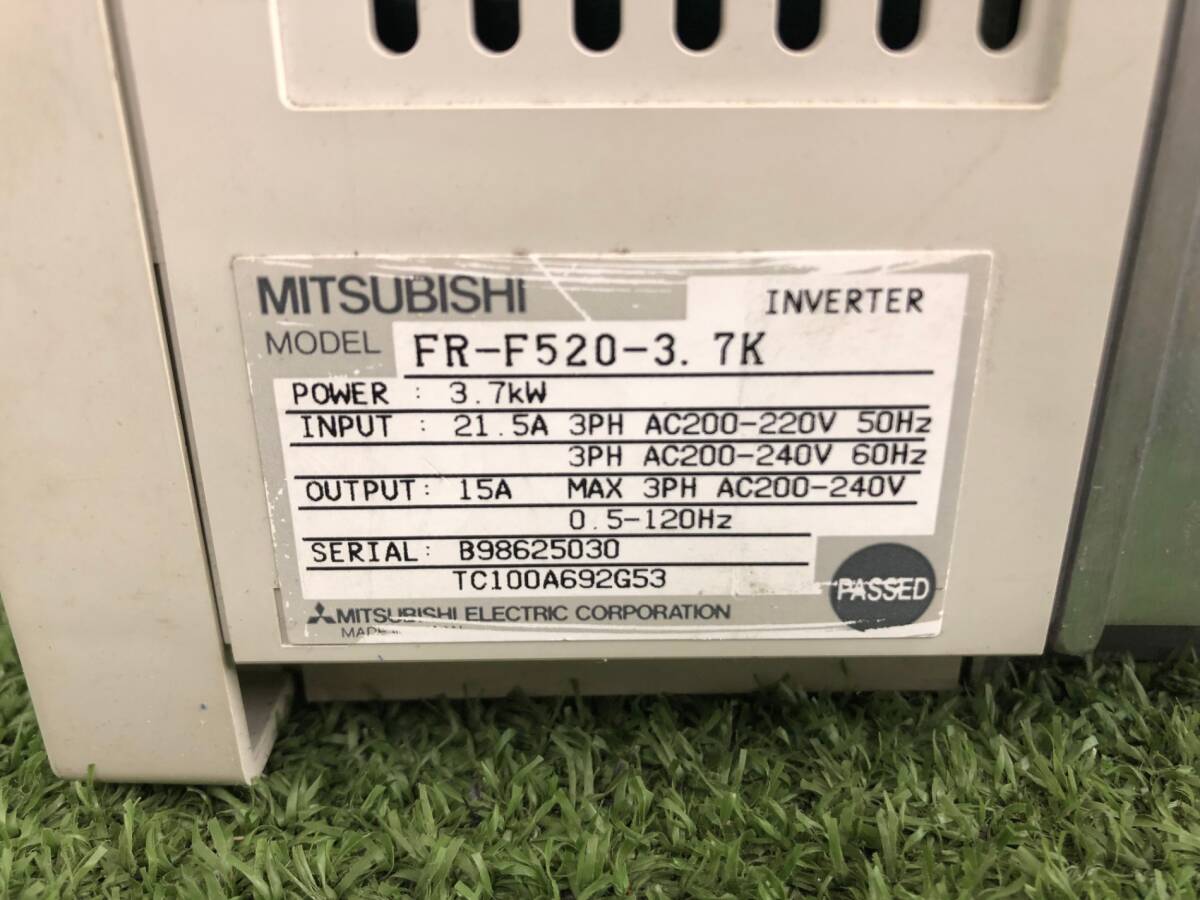 MITSUBISHI INVERTER
MODEL FR-F520-3.7K
POWER : 3.7kW
INPUT : 21.5A 3PH AC200-220V 50Hz
3PH AC200-240V 60Hz
OUTPUT: 15A MAX 3PH AC200-240V
0.5-120Hz
SERIAL: B98625030
TC100A692G53
PASSED
MITSUBISHI ELECTRIC CORPORATION